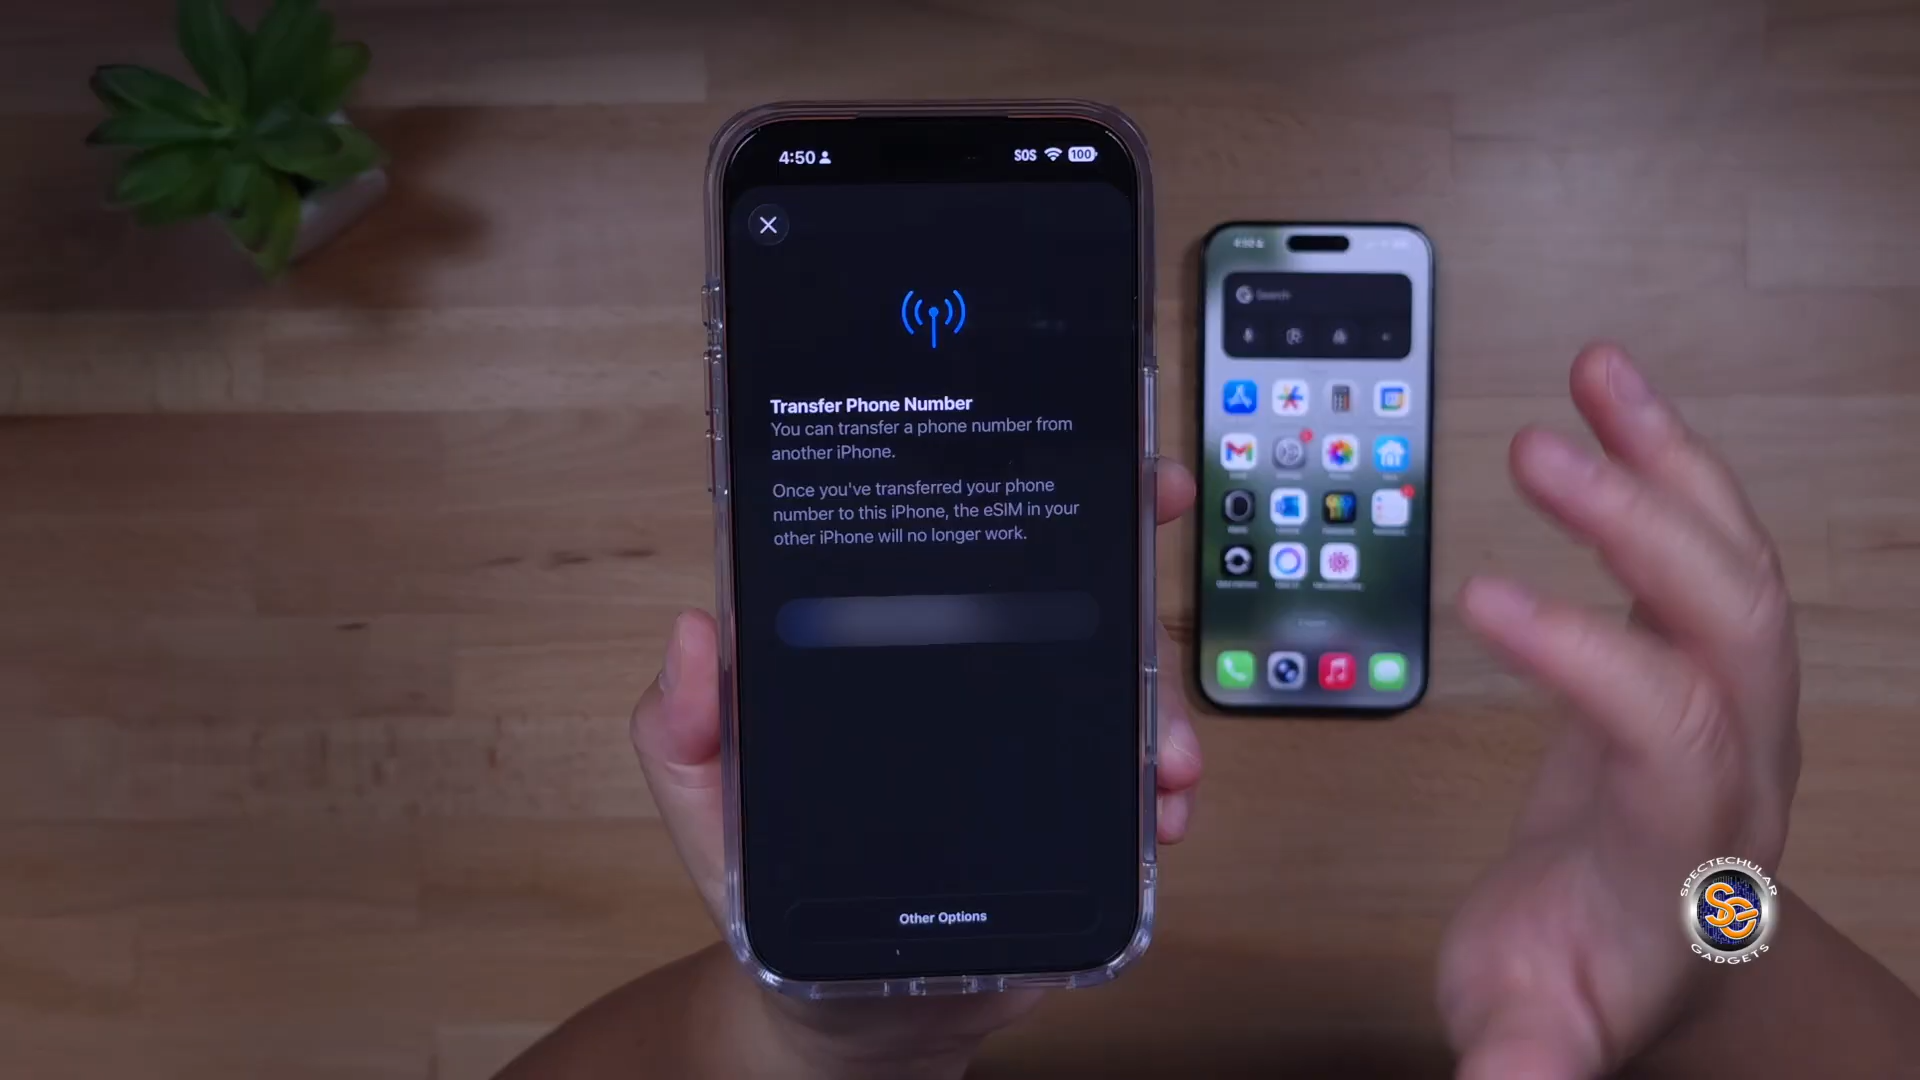 4:50
SOS
100
Transfer Phone Number
You can transfer a phone number from
another iPhone.
Once you've transferred your phone
number to this iPhone, the eSIM in your
other iPhone will no longer work.
Other Options
Search
SPECTECHULAR
SG
GADGETS